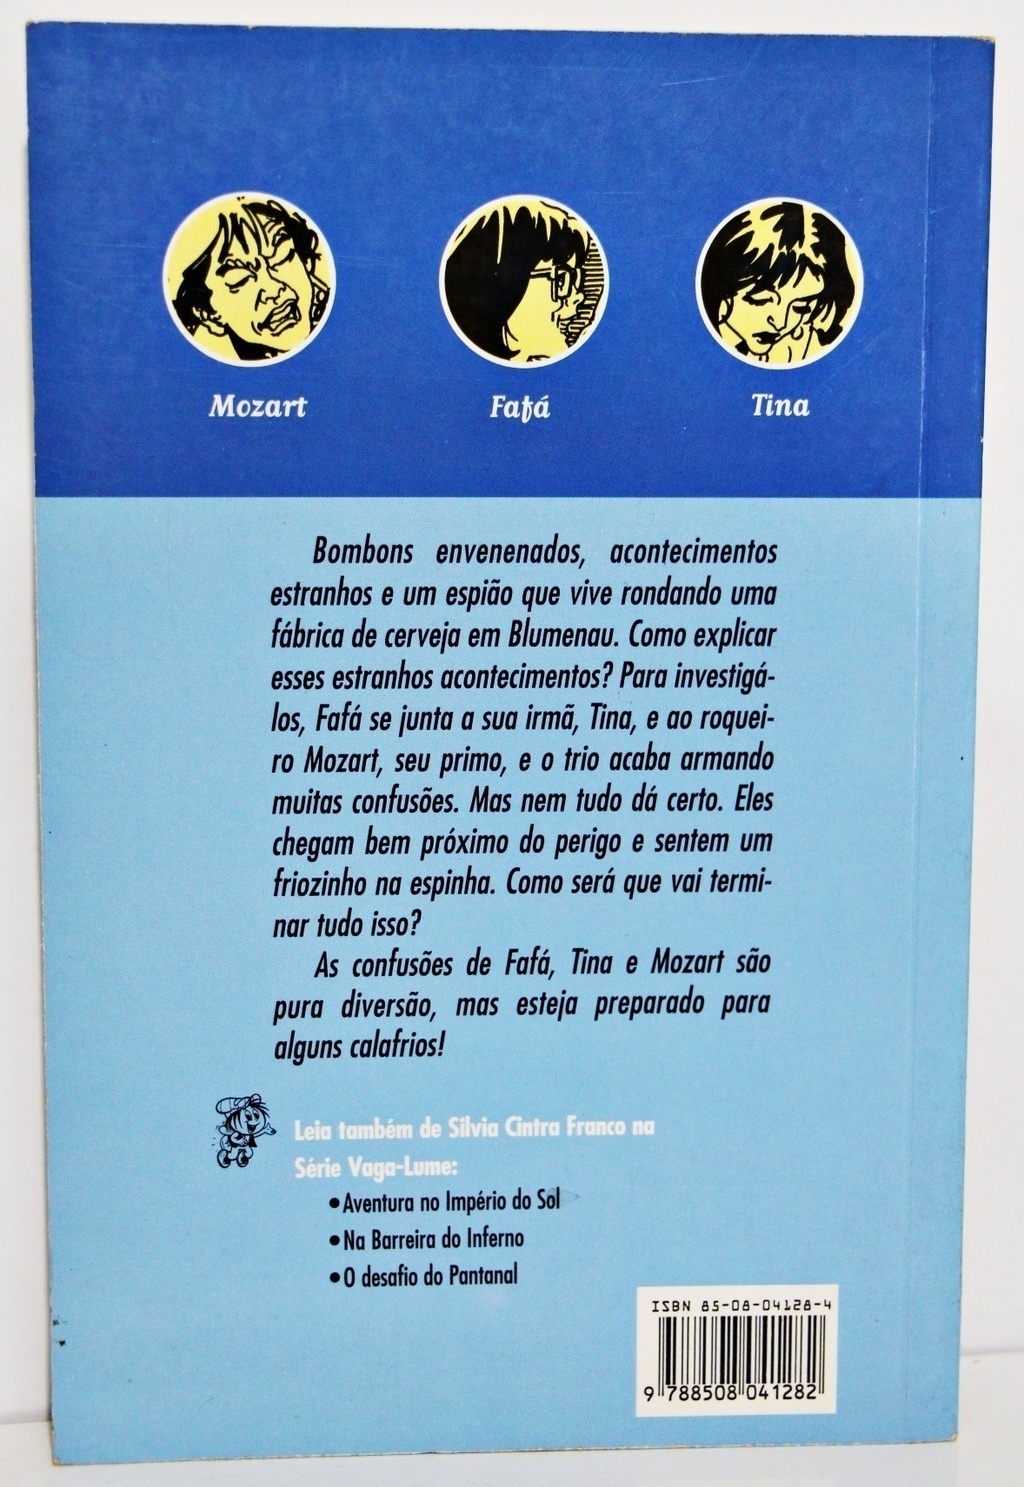 Mozart Fafá Tina
Bombons envenenados, acontecimentos
estranhos e um espião que vive rondando uma
fábrica de cerveja em Blumenau. Como explicar
esses estranhos acontecimentos? Para investigá-
los, Fafá se junta a sua irmã, Tina, e ao roquei-
ro Mozart, seu primo, e o trio acaba armando
muitas confusões. Mas nem tudo dá certo. Eles
chegam bem próximo do perigo e sentem um
friozinho na espinha. Como será que vai termi-
nar tudo isso?
As confusões de Fafá, Tina e Mozart são
pura diversão, mas esteja preparado para
alguns calafrios!
Leia também de Silvia Cintra Franco na
Série Vaga-Lume:
• Aventura no Império do Sol
• Na Barreira do Inferno
• O desafio do Pantanal
ISBN 85-08-04128-4
9 788508 041282